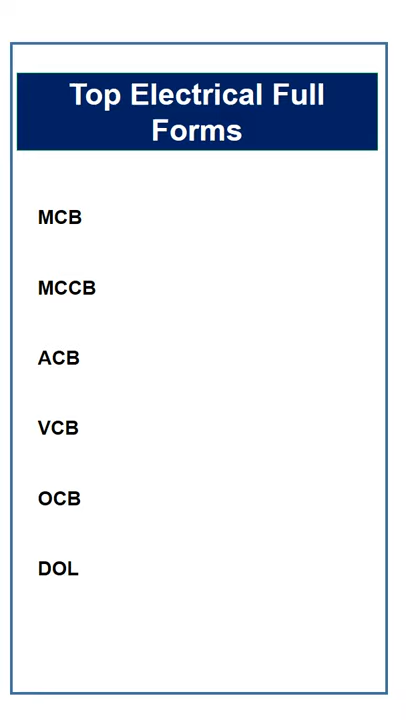 Top Electrical Full
Forms
MCB
MCCB
ACB
VCB
OCB
DOL